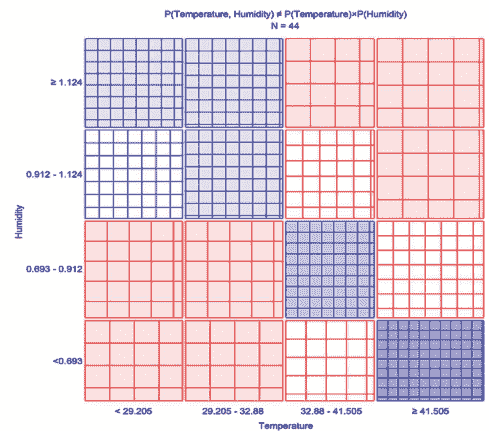 P(Temperature, Humidity) ≠ P(Temperature)×P(Humidity)
N = 44
≥ 1.124
0.912 - 1.124
Humidity
0.693 - 0.912
<0.693
< 29.205 29.205 - 32.88 32.88 - 41.505 ≥ 41.505
Temperature